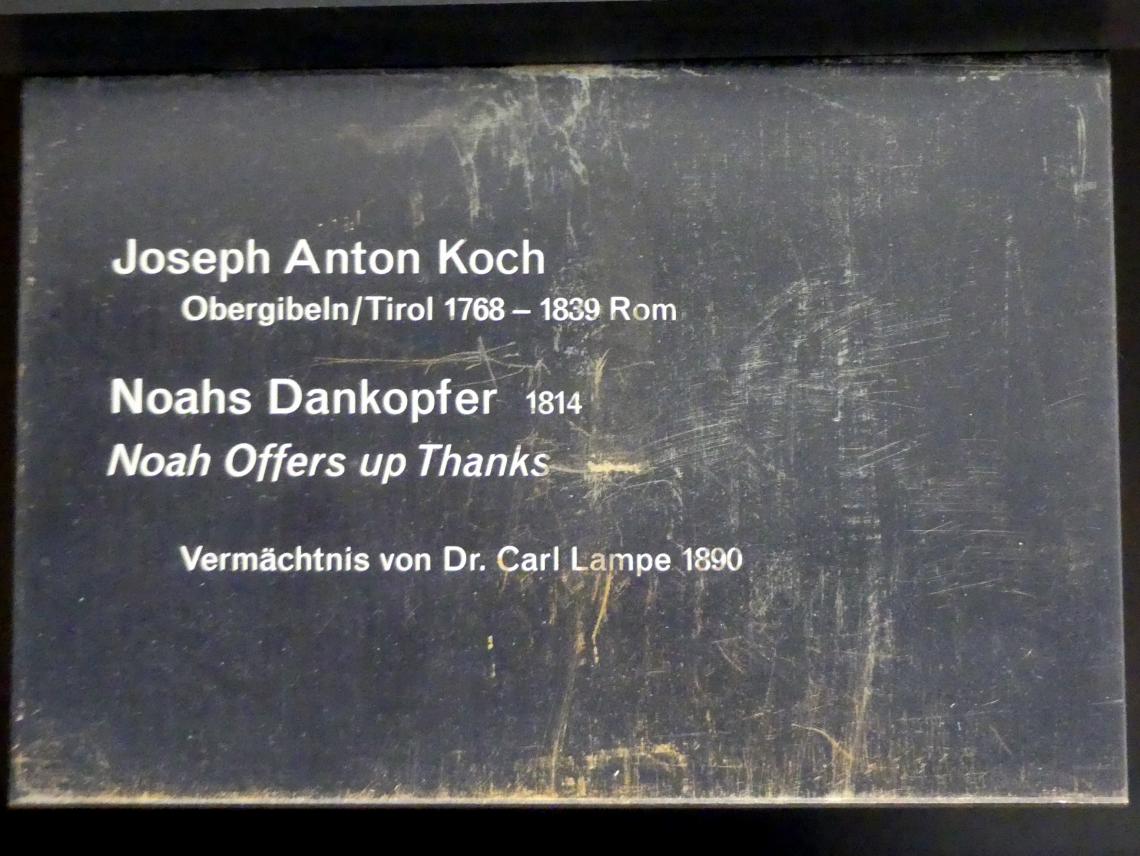 Joseph Anton Koch
Obergibeln/Tirol 1768 – 1839 Rom
Noahs Dankopfer 1814
Noah Offers up Thanks
Vermächtnis von Dr. Carl Lampe 1890